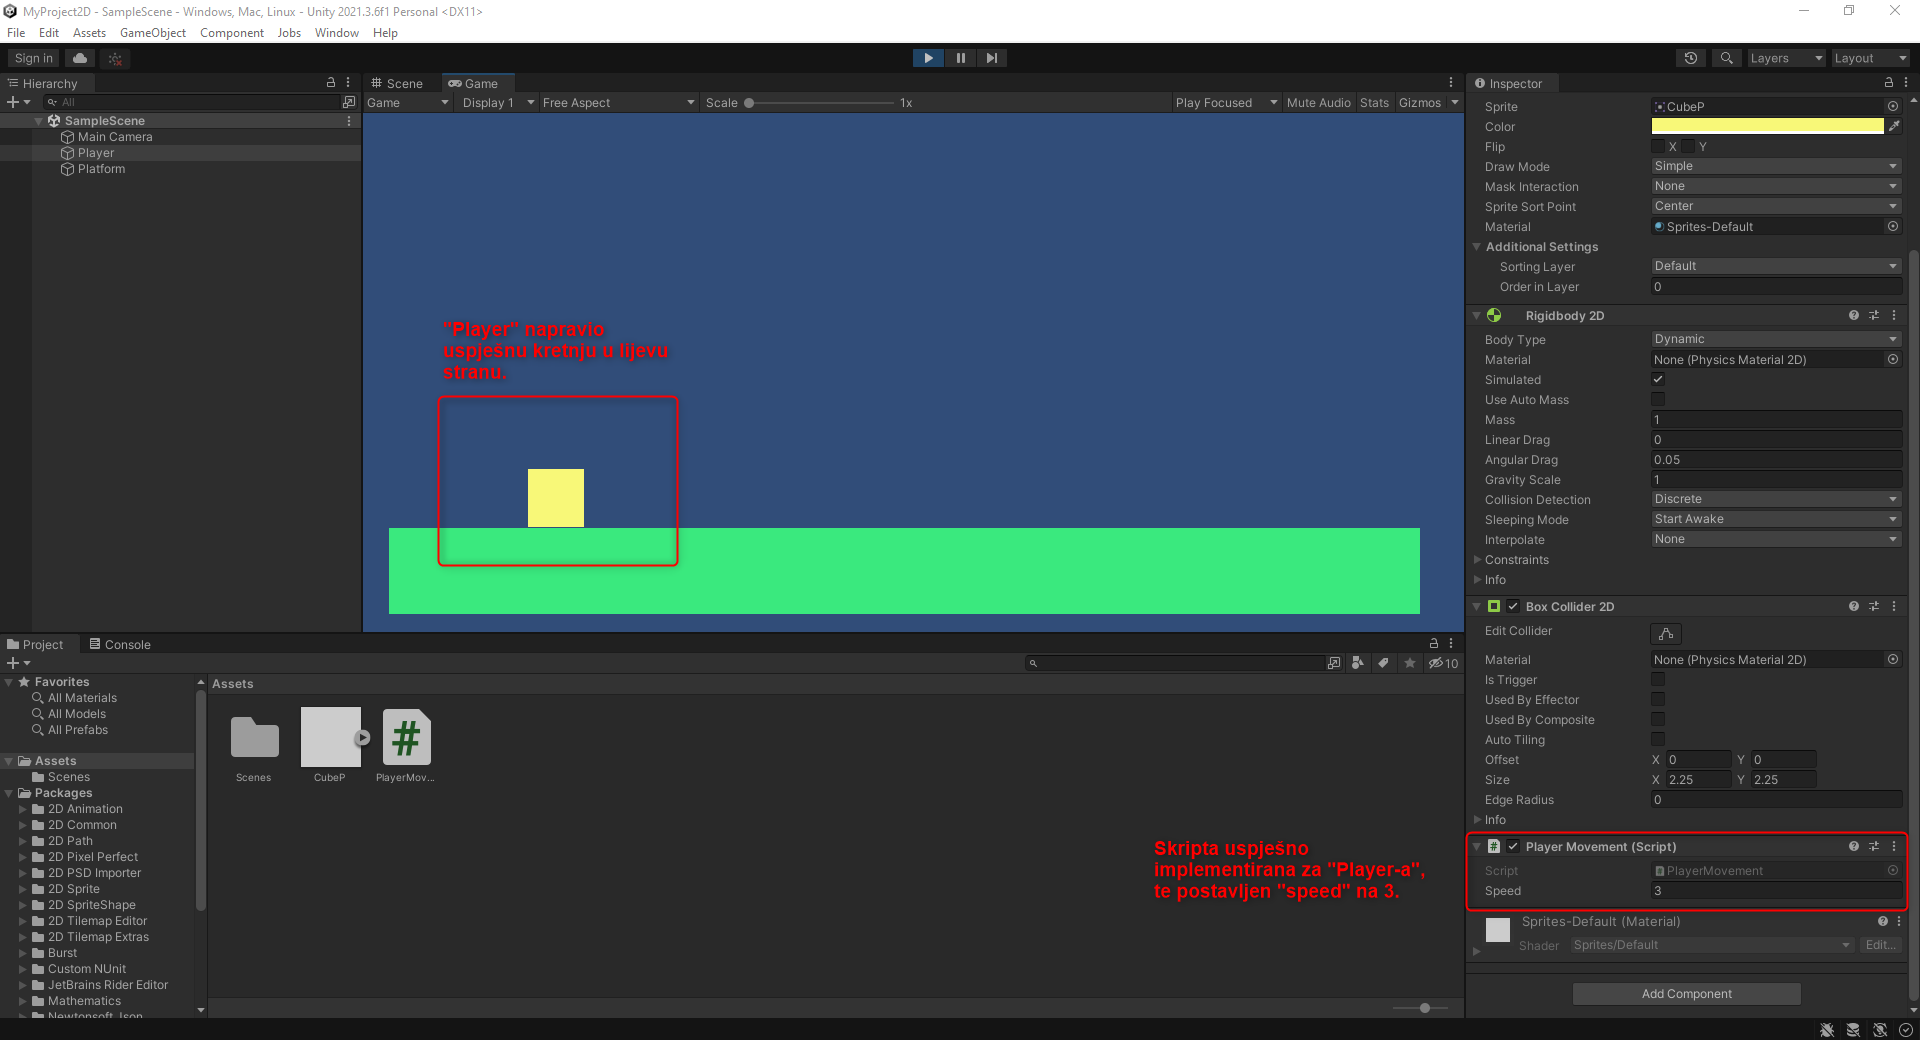 MyProject2D - SampleScene - Windows, Mac, Linux - Unity 2021.3.6f1 Personal <DX11>
File Edit Assets GameObject Component Jobs Window Help
Sign in
Layers Layout
Hierarchy
All
SampleScene
Main Camera
Player
Platform
Scene Game
Game Display 1 Free Aspect Scale 1x Play Focused Mute Audio Stats Gizmos
"Player" napravio
uspješnu kretnju u lijevu
stranu.
Project Console
10
Favorites
All Materials
All Models
All Prefabs
Assets
Scenes
Packages
2D Animation
2D Common
2D Path
2D Pixel Perfect
2D PSD Importer
2D Sprite
2D SpriteShape
2D Tilemap Editor
2D Tilemap Extras
Burst
Custom NUnit
JetBrains Rider Editor
Mathematics
Newtonsoft Json
Assets
Scenes
CubeP
#
PlayerMov...
Skripta uspješno
implementirana za "Player-a",
te postavljen "speed" na 3.
Inspector
Sprite CubeP
Color
Flip X Y
Draw Mode Simple
Mask Interaction None
Sprite Sort Point Center
Material Sprites-Default
Additional Settings
Sorting Layer Default
Order in Layer 0
Rigidbody 2D
Body Type Dynamic
Material None (Physics Material 2D)
Simulated
Use Auto Mass
Mass 1
Linear Drag 0
Angular Drag 0.05
Gravity Scale 1
Collision Detection Discrete
Sleeping Mode Start Awake
Interpolate None
Constraints
Info
Box Collider 2D
Edit Collider
Material None (Physics Material 2D)
Is Trigger
Used By Effector
Used By Composite
Auto Tiling
Offset X 0 Y 0
Size X 2.25 Y 2.25
Edge Radius 0
Info
# Player Movement (Script)
Script PlayerMovement
Speed 3
Sprites-Default (Material)
Shader Sprites/Default Edit...
Add Component